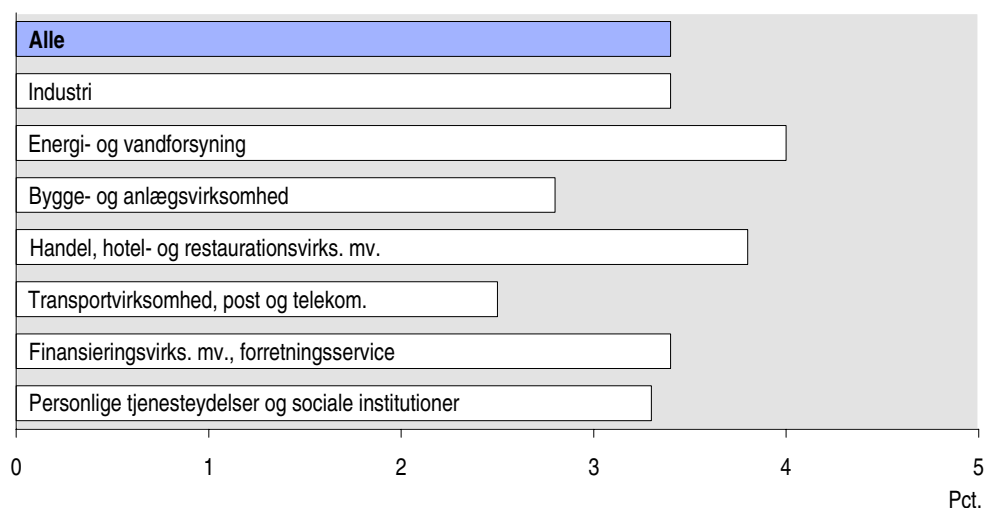 Alle
Industri
Energi- og vandforsyning
Bygge- og anlægsvirksomhed
Handel, hotel- og restaurationsvirks. mv.
Transportvirksomhed, post og telekom.
Finansieringsvirks. mv., forretningsservice
Personlige tjenesteydelser og sociale institutioner
0 1 2 3 4 5
Pct.